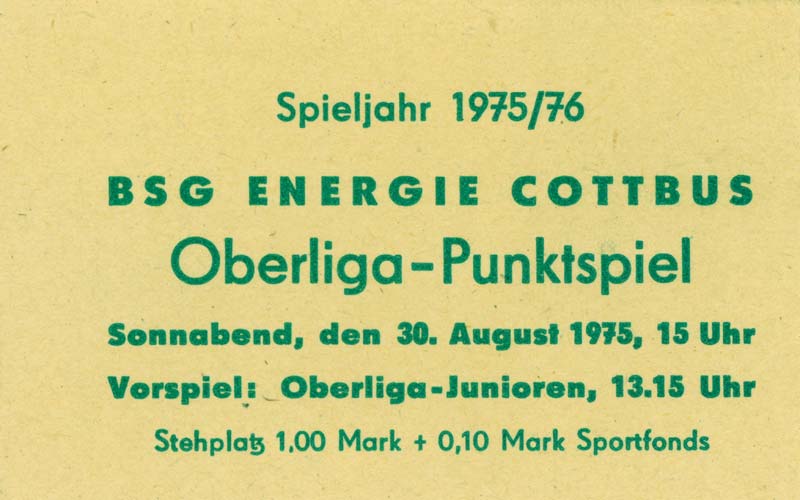 Spieljahr 1975/76
BSG ENERGIE COTTBUS
Oberliga-Punktspiel
Sonnabend, den 30. August 1975, 15 Uhr
Vorspiel: Oberliga-Junioren, 13.15 Uhr
Stehplatz 1,00 Mark + 0,10 Mark Sportfonds